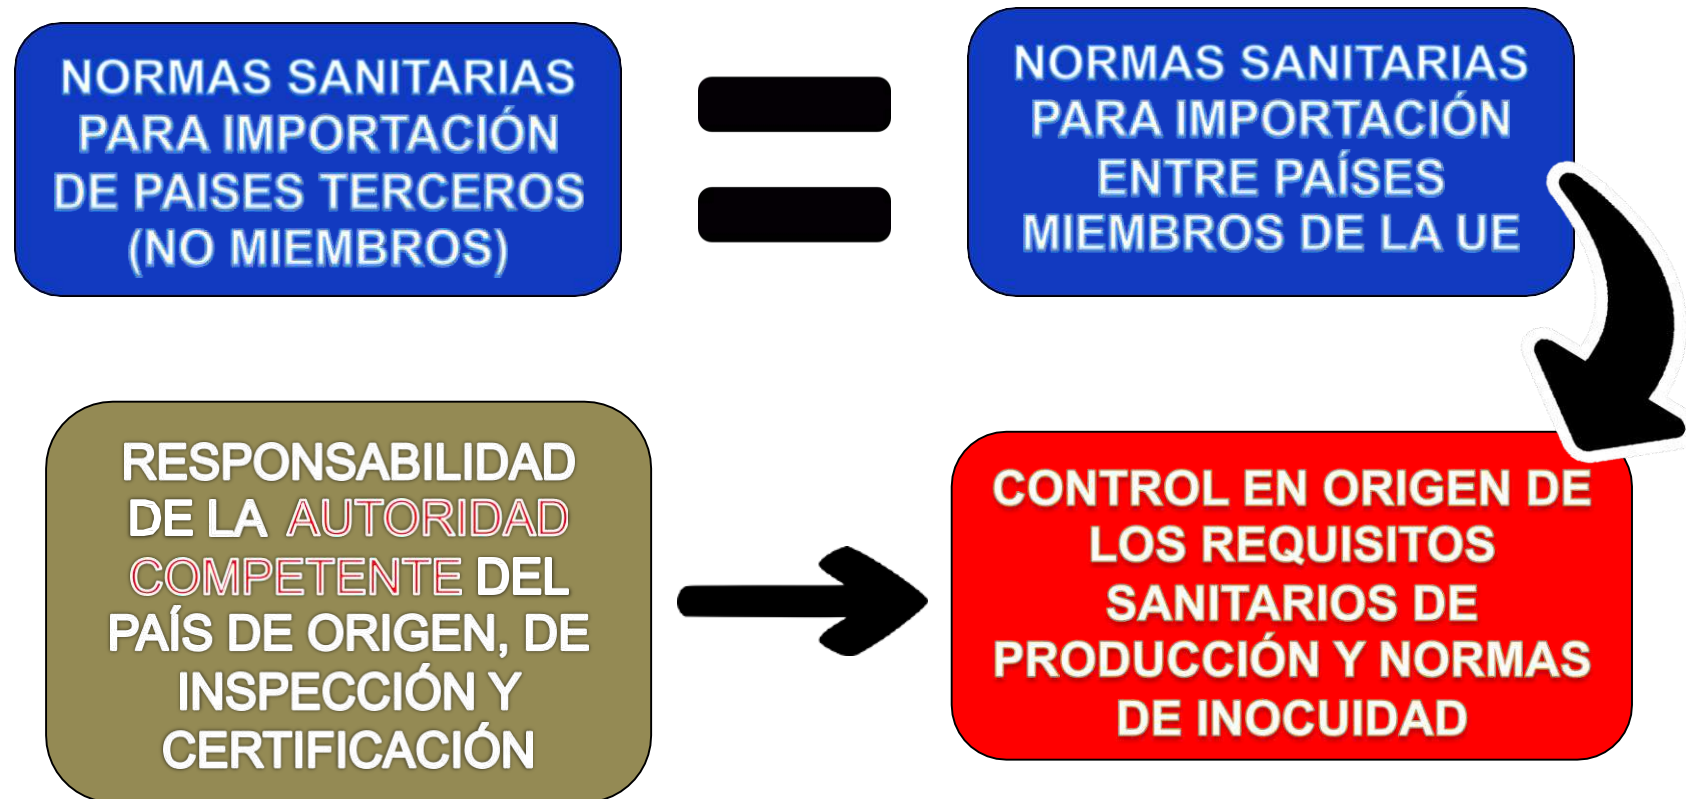 NORMAS SANITARIAS
PARA IMPORTACIÓN
DE PAISES TERCEROS
(NO MIEMBROS)
NORMAS SANITARIAS
PARA IMPORTACIÓN
ENTRE PAÍSES
MIEMBROS DE LA UE
RESPONSABILIDAD
DE LA AUTORIDAD
COMPETENTE DEL
PAÍS DE ORIGEN, DE
INSPECCIÓN Y
CERTIFICACIÓN
CONTROL EN ORIGEN DE
LOS REQUISITOS
SANITARIOS DE
PRODUCCIÓN Y NORMAS
DE INOCUIDAD